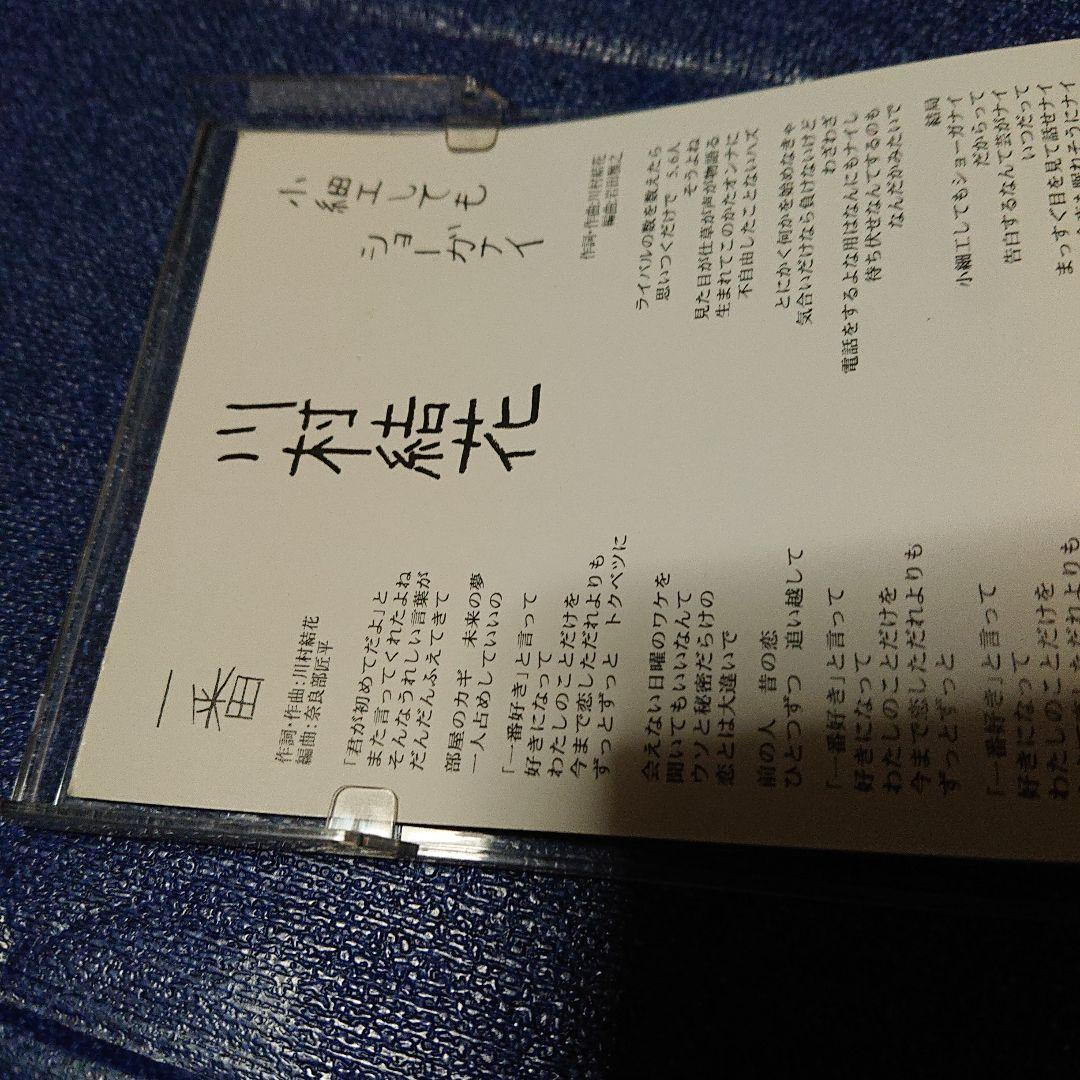 一番
作詞・作曲:川村結花
編曲:奈良部匠平
「君が初めてだよ」と
また言ってくれたよね
そんなうれしい言葉が
だんだんふえてきて
部屋のカギ 未来の夢
一人占めしていいの
「一番好き」と言って
好きになって
わたしのことだけを
今まで恋しただれよりも
ずっとずっと トクベツに
会えない日曜のワケを
聞いてもいいなんて
ウソと秘密だらけの
恋とは大違いで
前の人 昔の恋
ひとつずつ 追い越して
「一番好き」と言って
好きになって
わたしのことだけを
今まで恋しただれよりも
ずっとずっと
「一番好き」と言って
好きになって
わたしのことだけを
川村結花
小細工しても
ショーガナイ
作詞・作曲:川村結花
ライバルの数を数えたら
思いつくだけで 5,6人
そうよね
見た目が仕草が声が物語る
生まれてこのかたオンナに
不自由したことないハズ
とにかく何かを始めなきゃ
気合いだけなら負けないけど
わざわざ
電話をするよな用はなんにもナイし
待ち伏せなんてするのも
なんだかみたいで
結局
小細工してもショーガナイ
だからって
告白するなんて芸がナイ
いつだって
まっすぐ目を見て話せナイ